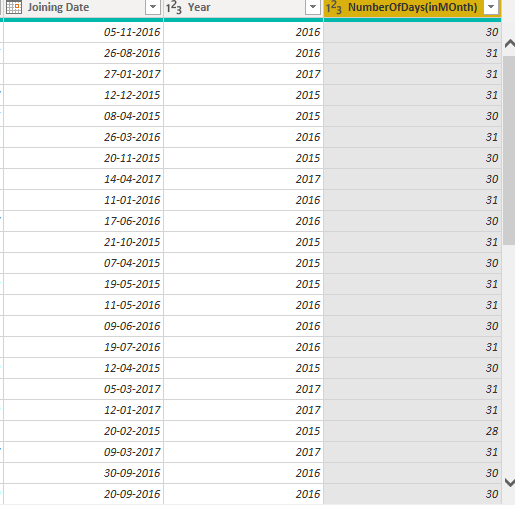 Joining Date 1²3 Year 1²3 NumberOfDays(inMOnth)
05-11-2016 2016 30
26-08-2016 2016 31
27-01-2017 2017 31
12-12-2015 2015 31
08-04-2015 2015 30
26-03-2016 2016 31
20-11-2015 2015 30
14-04-2017 2017 30
11-01-2016 2016 31
17-06-2016 2016 30
21-10-2015 2015 31
07-04-2015 2015 30
19-05-2015 2015 31
11-05-2016 2016 31
09-06-2016 2016 30
19-07-2016 2016 31
12-04-2015 2015 30
05-03-2017 2017 31
12-01-2017 2017 31
20-02-2015 2015 28
09-03-2017 2017 31
30-09-2016 2016 30
20-09-2016 2016 30